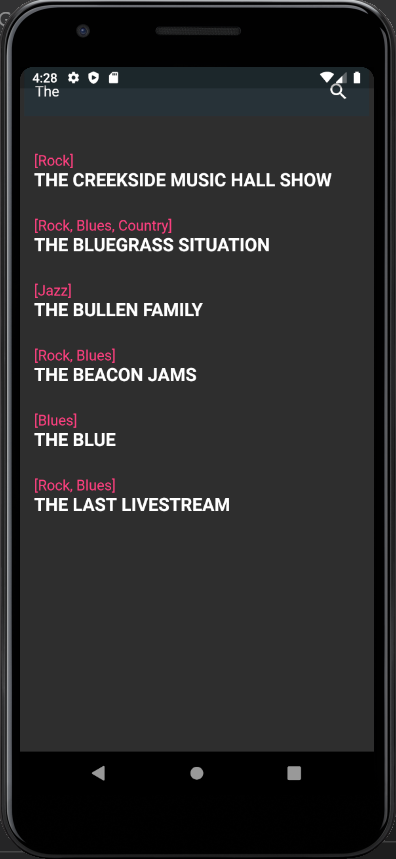 4:28
The
[Rock]
THE CREEKSIDE MUSIC HALL SHOW
[Rock, Blues, Country]
THE BLUEGRASS SITUATION
[Jazz]
THE BULLEN FAMILY
[Rock, Blues]
THE BEACON JAMS
[Blues]
THE BLUE
[Rock, Blues]
THE LAST LIVESTREAM